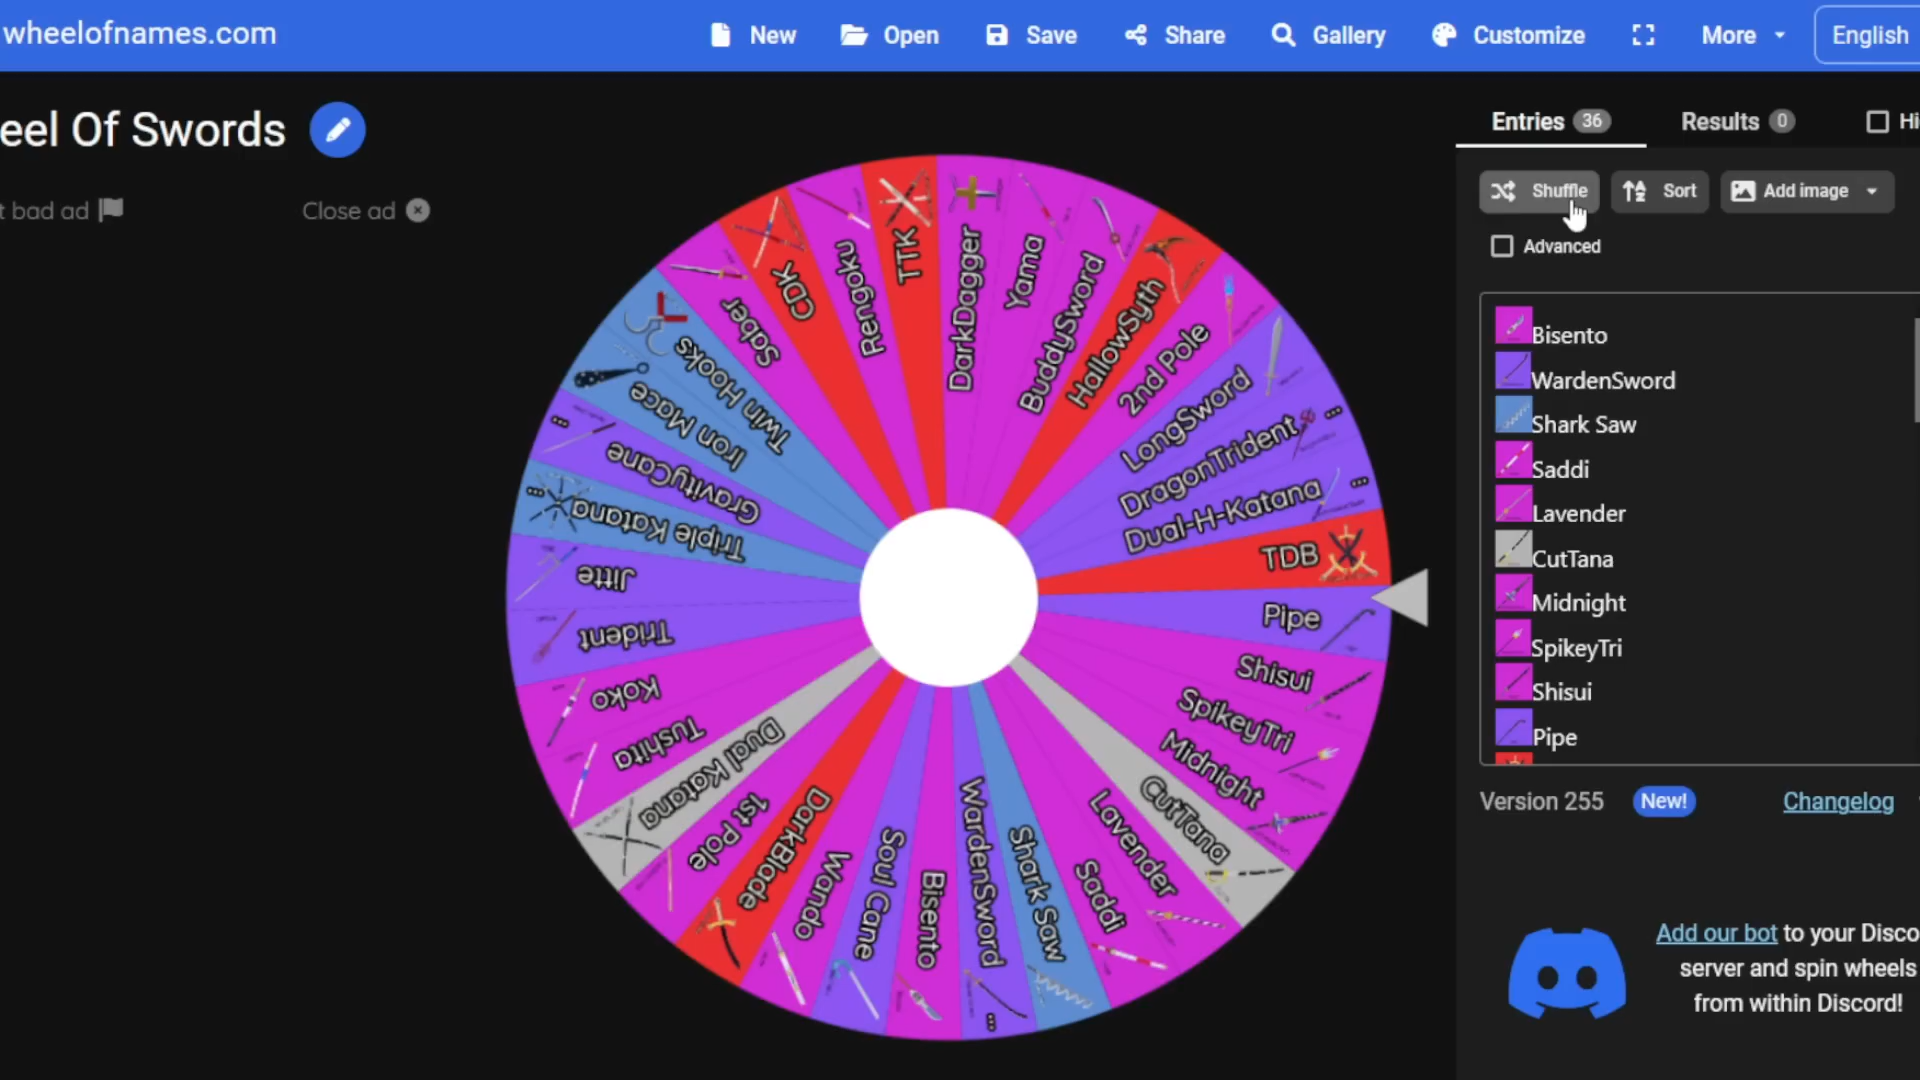 wheelofnames.com
New
Open
Save
Share
Gallery
Customize
More
English
eel Of Swords
t bad ad
Close ad
Entries 36
Results 0
Hi
Shuffle
Sort
Add image
Advanced
Bisento
WardenSword
Shark Saw
Saddi
Lavender
CutTana
Midnight
SpikeyTri
Shisui
Pipe
Version 255
New!
Changelog
Add our bot to your Disco
server and spin wheels
from within Discord!
DarkDagger
Yama
BuddySword
HallowSyth
2nd Pole
LongSword
DragonTrident...
Dual-H-Katana...
TDB
Pipe
Shisui
SpikeyTri
Midnight
CutTana
Lavender
Saddi
Shark Saw
WardenSword...
Bisento
Soul Cane
Wando
DarkBlade
1st Pole
Dual Katana
Tushita
Koko
Trident
Jitte
Triple Katana...
GravityCane...
Iron Mace
Twin Hooks
Saber
CDK
Rengoku
TTK